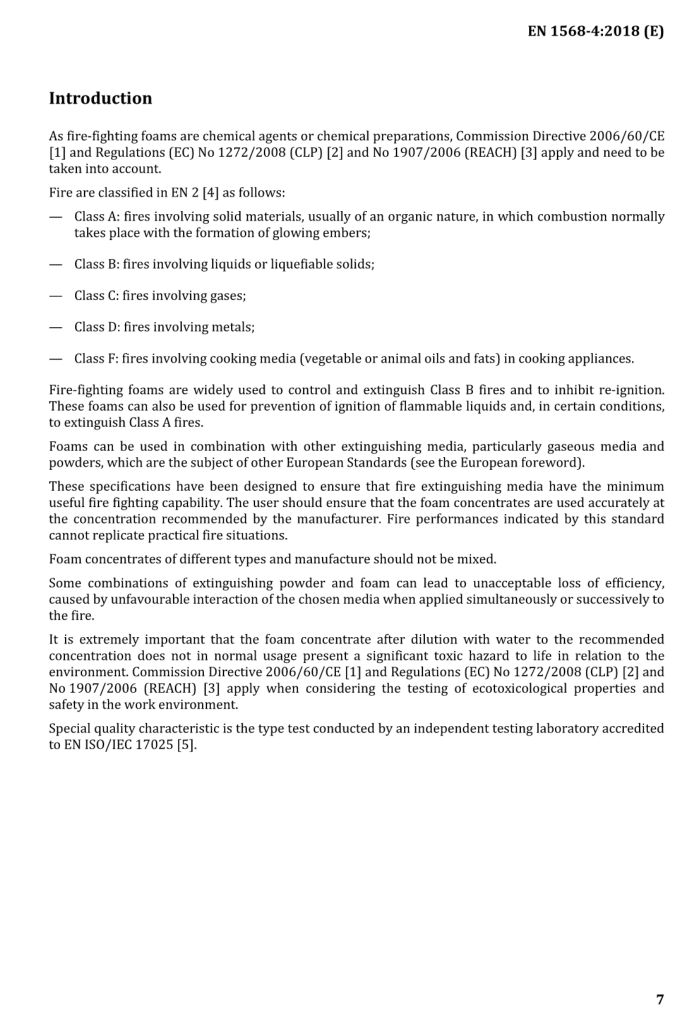 EN 1568-4:2018 (E)
Introduction
As fire-fighting foams are chemical agents or chemical preparations, Commission Directive 2006/60/CE
[1] and Regulations (EC) No 1272/2008 (CLP) [2] and No 1907/2006 (REACH) [3] apply and need to be
taken into account.
Fire are classified in EN 2 [4] as follows:
— Class A: fires involving solid materials, usually of an organic nature, in which combustion normally
takes place with the formation of glowing embers;
— Class B: fires involving liquids or liquefiable solids;
— Class C: fires involving gases;
— Class D: fires involving metals;
— Class F: fires involving cooking media (vegetable or animal oils and fats) in cooking appliances.
Fire-fighting foams are widely used to control and extinguish Class B fires and to inhibit re-ignition.
These foams can also be used for prevention of ignition of flammable liquids and, in certain conditions,
to extinguish Class A fires.
Foams can be used in combination with other extinguishing media, particularly gaseous media and
powders, which are the subject of other European Standards (see the European foreword).
These specifications have been designed to ensure that fire extinguishing media have the minimum
useful fire fighting capability. The user should ensure that the foam concentrates are used accurately at
the concentration recommended by the manufacturer. Fire performances indicated by this standard
cannot replicate practical fire situations.
Foam concentrates of different types and manufacture should not be mixed.
Some combinations of extinguishing powder and foam can lead to unacceptable loss of efficiency,
caused by unfavourable interaction of the chosen media when applied simultaneously or successively to
the fire.
It is extremely important that the foam concentrate after dilution with water to the recommended
concentration does not in normal usage present a significant toxic hazard to life in relation to the
environment. Commission Directive 2006/60/CE [1] and Regulations (EC) No 1272/2008 (CLP) [2] and
No 1907/2006 (REACH) [3] apply when considering the testing of ecotoxicological properties and
safety in the work environment.
Special quality characteristic is the type test conducted by an independent testing laboratory accredited
to EN ISO/IEC 17025 [5].
7